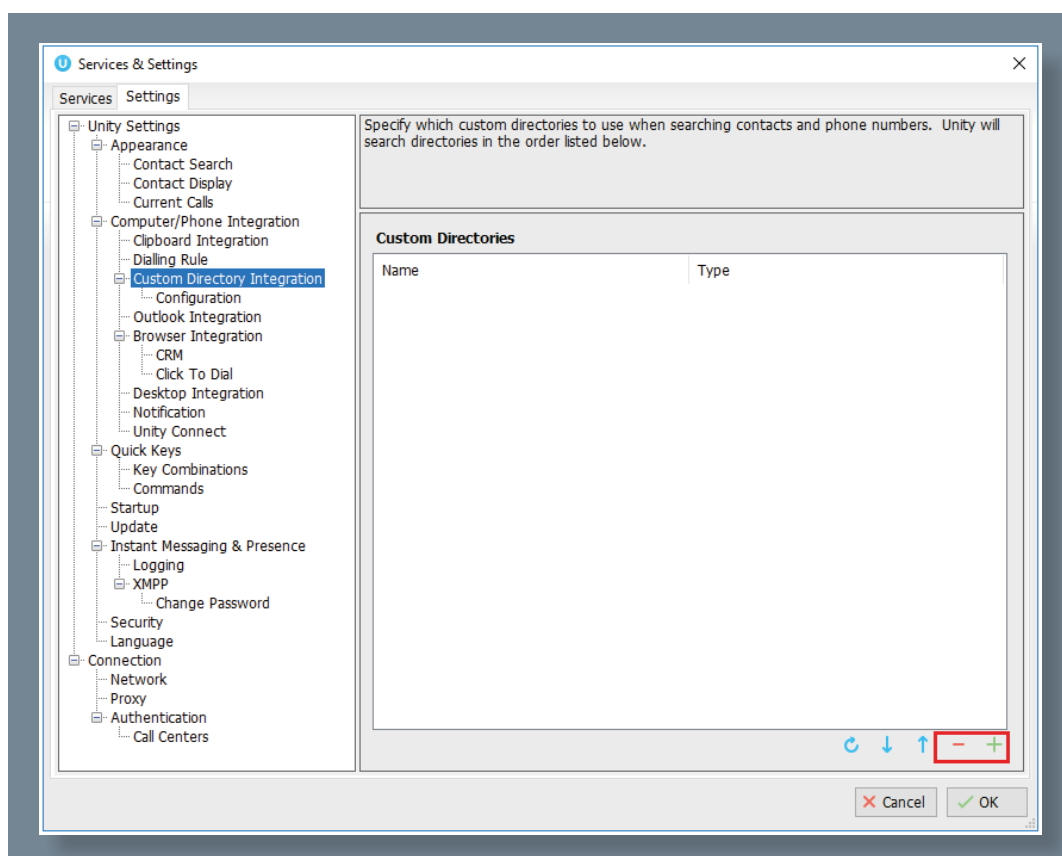 Services & Settings
Services Settings
Unity Settings
Appearance
Contact Search
Contact Display
Current Calls
Computer/Phone Integration
Clipboard Integration
Dialling Rule
Custom Directory Integration
Configuration
Outlook Integration
Browser Integration
CRM
Click To Dial
Desktop Integration
Notification
Unity Connect
Quick Keys
Key Combinations
Commands
Startup
Update
Instant Messaging & Presence
Logging
XMPP
Change Password
Security
Language
Connection
Network
Proxy
Authentication
Call Centers
Specify which custom directories to use when searching contacts and phone numbers. Unity will
search directories in the order listed below.
Custom Directories
Name Type
Cancel OK